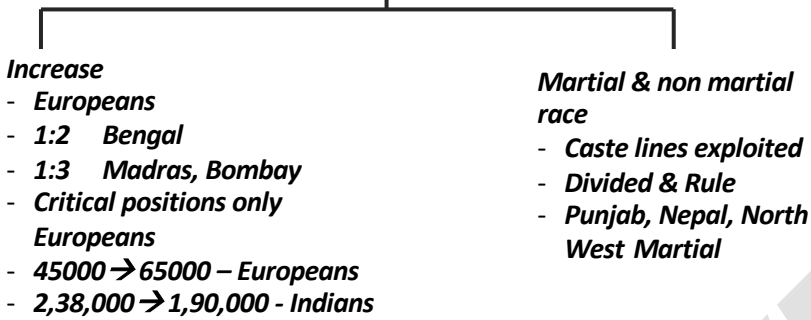 Increase
- Europeans
- 1:2 Bengal
- 1:3 Madras, Bombay
- Critical positions only
Europeans
- 45000→65000 – Europeans
- 2,38,000→1,90,000 - Indians
Martial & non martial
race
- Caste lines exploited
- Divided & Rule
- Punjab, Nepal, North
West Martial